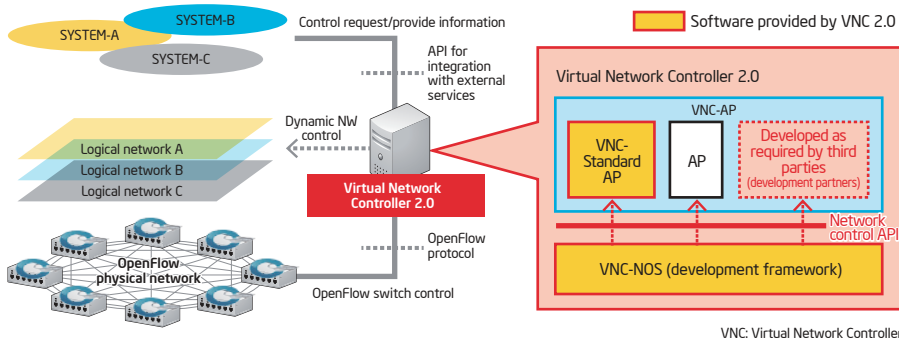 SYSTEM-B
SYSTEM-A
SYSTEM-C
Control request/provide information
API for
integration
with external
services
Dynamic NW
control
Logical network A
Logical network B
Logical network C
Virtual Network
Controller 2.0
OpenFlow
physical network
OpenFlow
protocol
OpenFlow switch control
Software provided by VNC 2.0
Virtual Network Controller 2.0
VNC-AP
VNC-
Standard
AP
AP
Developed as
required by third
parties
(development partners)
Network
control API
VNC-NOS (development framework)
VNC: Virtual Network Controller